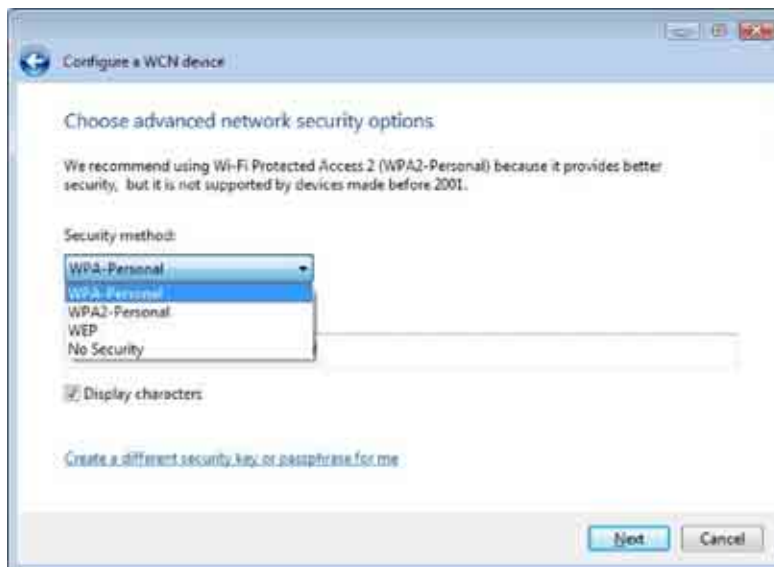 Configure a WCN device
Choose advanced network security options
We recommend using Wi-Fi Protected Access 2 (WPA2-Personal) because it provides better
security, but it is not supported by devices made before 2001.
Security method:
WPA-Personal
WPA-Personal
WPA2-Personal
WEP
No Security
Display characters
Create a different security key or passphrase for me
Next
Cancel